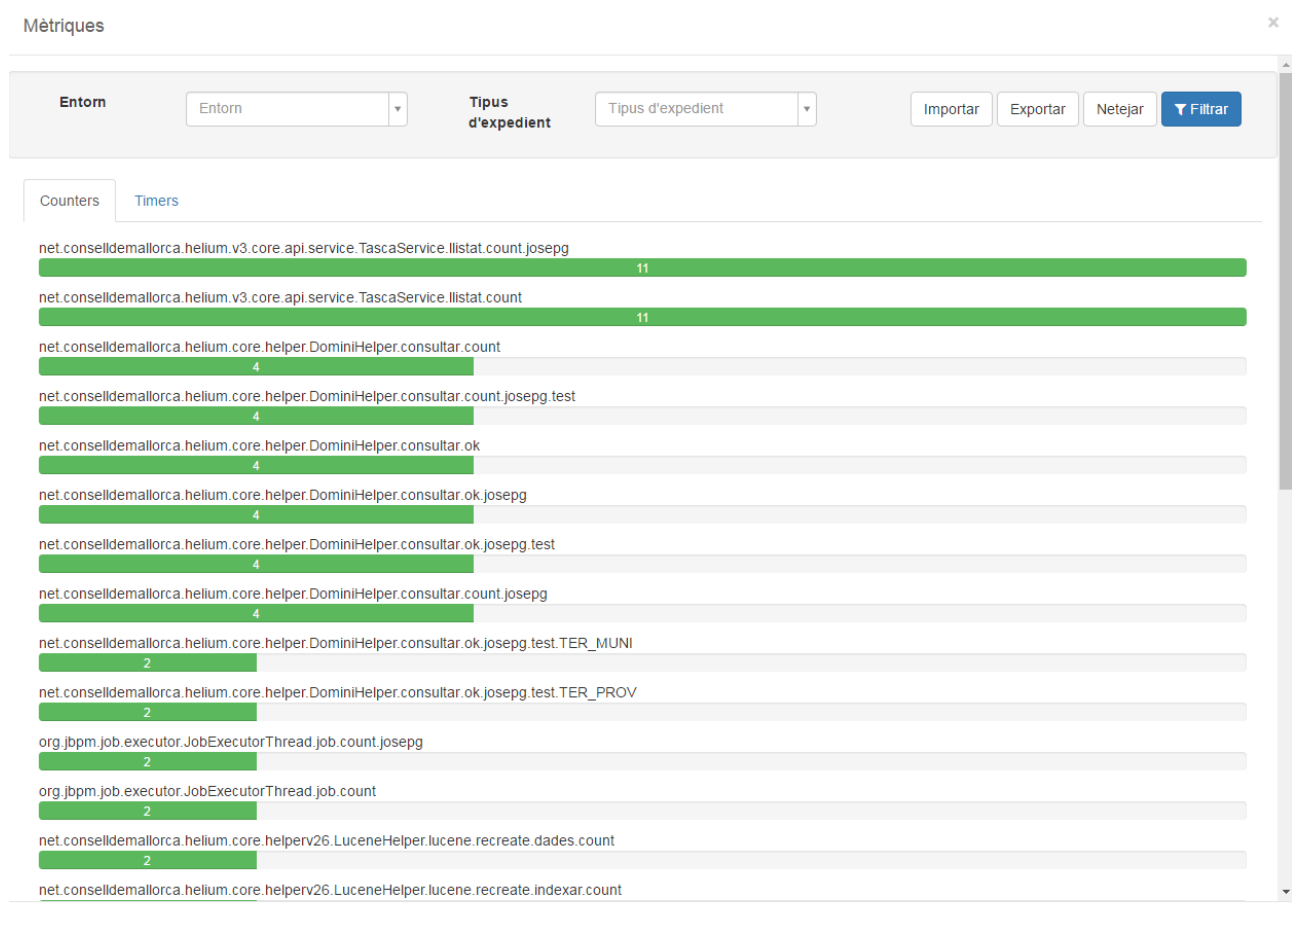 Mètriques
×
Entorn
Entorn
Tipus
d'expedient
Tipus d'expedient
Importar
Exportar
Netejar
Filtrar
Counters
Timers
net.conselldemallorca.helium.v3.core.api.service.TascaService.llistat.count.josepg
11
net.conselldemallorca.helium.v3.core.api.service.TascaService.llistat.count
11
net.conselldemallorca.helium.core.helper.DominiHelper.consultar.count
4
net.conselldemallorca.helium.core.helper.DominiHelper.consultar.count.josepg.test
4
net.conselldemallorca.helium.core.helper.DominiHelper.consultar.ok
4
net.conselldemallorca.helium.core.helper.DominiHelper.consultar.ok.josepg
4
net.conselldemallorca.helium.core.helper.DominiHelper.consultar.ok.josepg.test
4
net.conselldemallorca.helium.core.helper.DominiHelper.consultar.count.josepg
4
net.conselldemallorca.helium.core.helper.DominiHelper.consultar.ok.josepg.test.TER_MUNI
2
net.conselldemallorca.helium.core.helper.DominiHelper.consultar.ok.josepg.test.TER_PROV
2
org.jbpm.job.executor.JobExecutorThread.job.count.josepg
2
org.jbpm.job.executor.JobExecutorThread.job.count
2
net.conselldemallorca.helium.core.helperv26.LuceneHelper.lucene.recreate.dades.count
2
net.conselldemallorca.helium.core.helperv26.LuceneHelper.lucene.recreate.indexar.count